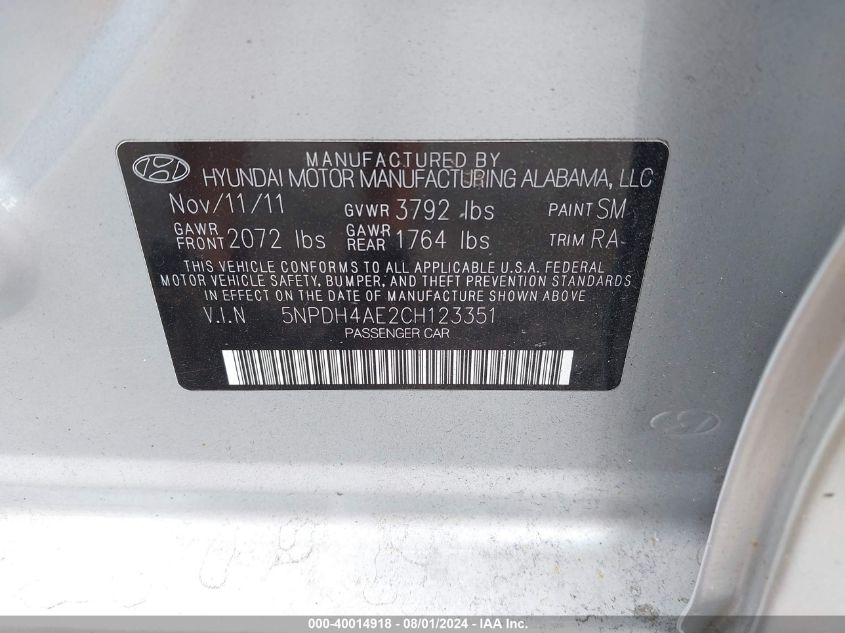 MANUFACTURED BY
HYUNDAI MOTOR MANUFACTURING ALABAMA, LLC
Nov/11/11 GVWR 3792 lbs PAINT SM
GAWR FRONT 2072 lbs GAWR REAR 1764 lbs TRIM RA
THIS VEHICLE CONFORMS TO ALL APPLICABLE U.S.A. FEDERAL
MOTOR VEHICLE SAFETY, BUMPER, AND THEFT PREVENTION STANDARDS
IN EFFECT ON THE DATE OF MANUFACTURE SHOWN ABOVE
V.I.N 5NPDH4AE2CH123351
PASSENGER CAR
000-40014918 - 08/01/2024 - IAA Inc.